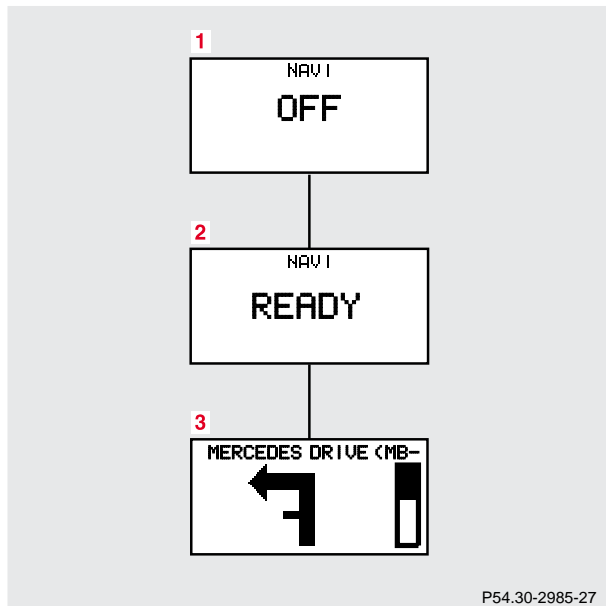 1
NAVI
OFF
2
NAVI
READY
3
MERCEDES DRIVE (MB-
P54.30-2985-27